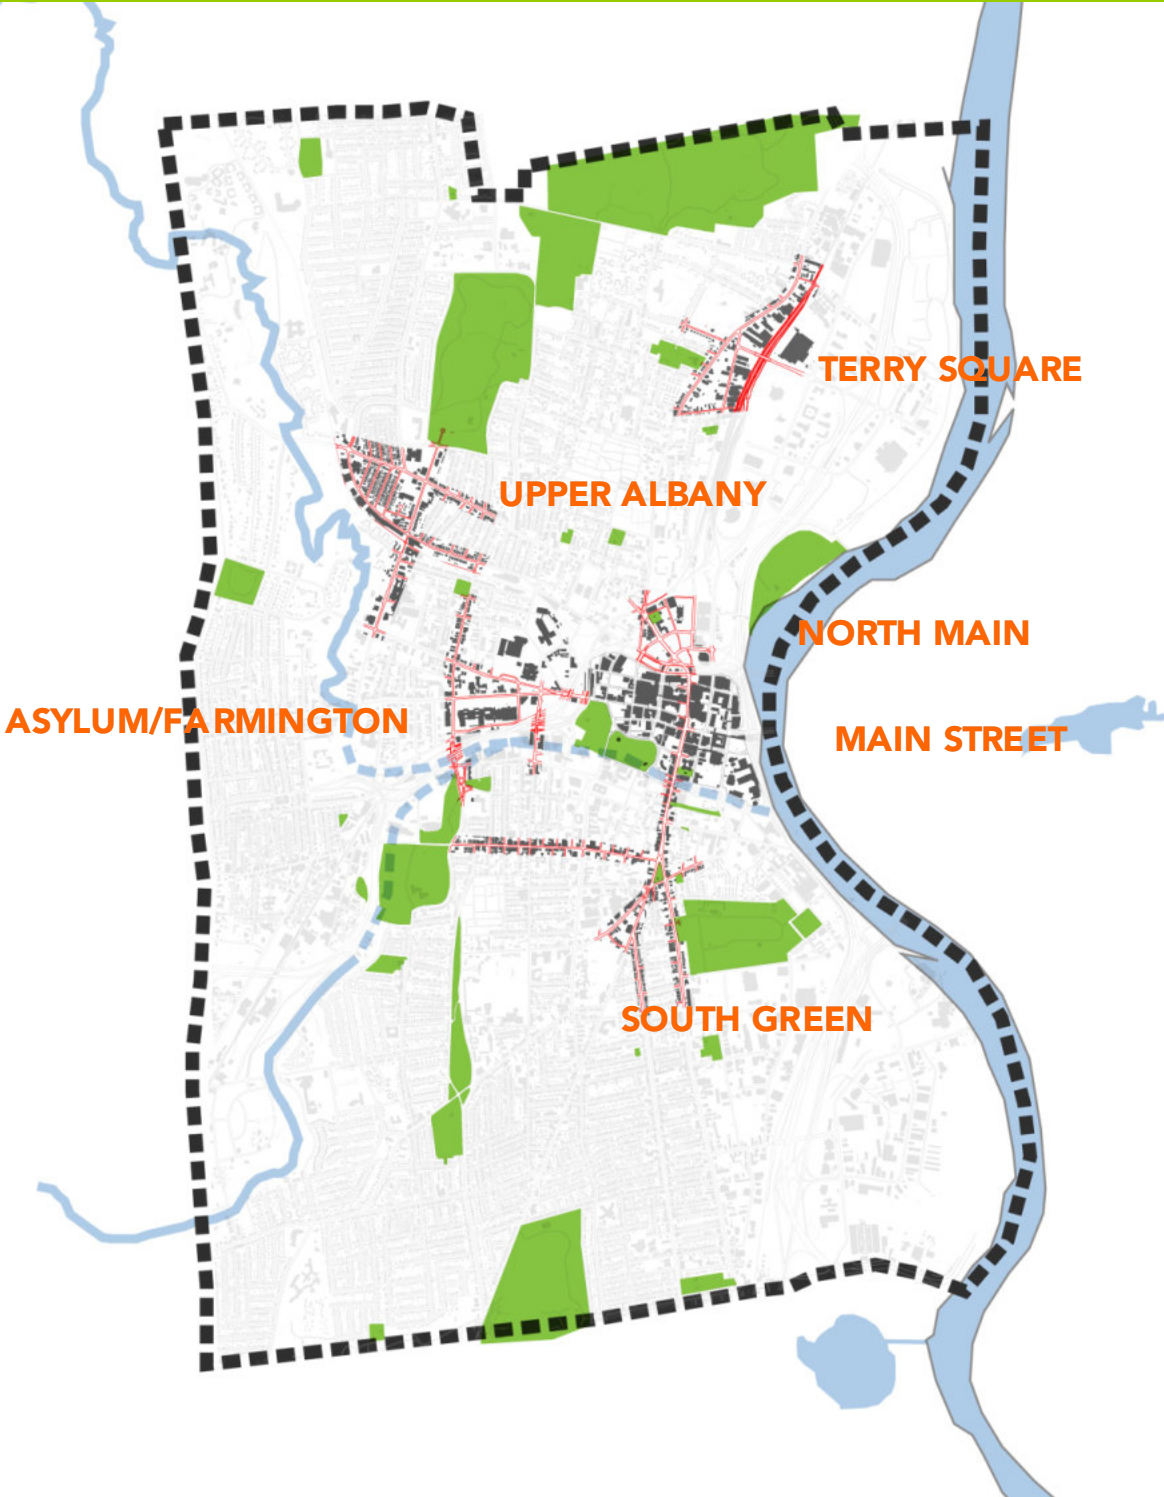 TERRY SQUARE
UPPER ALBANY
NORTH MAIN
ASYLUM/FARMINGTON
MAIN STREET
SOUTH GREEN